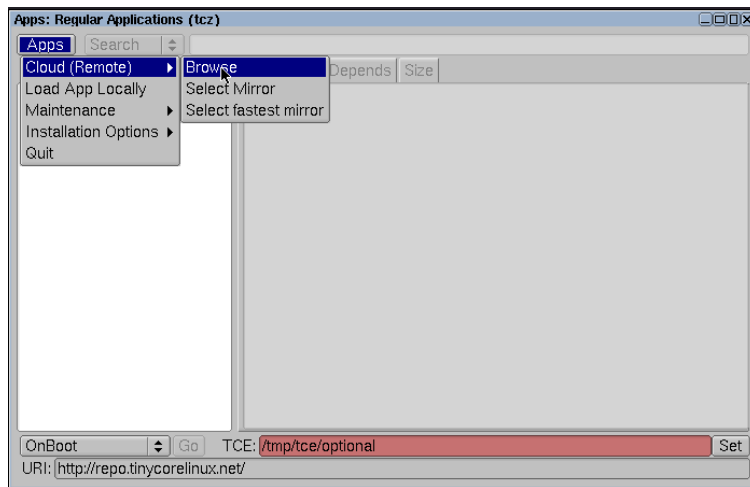 Apps: Regular Applications (tcz)
Apps Search
Cloud (Remote) Browse Depends Size
Load App Locally Select Mirror
Maintenance Select fastest mirror
Installation Options
Quit
OnBoot Go TCE: /tmp/tce/optional Set
URI: http://repo.tinycorelinux.net/